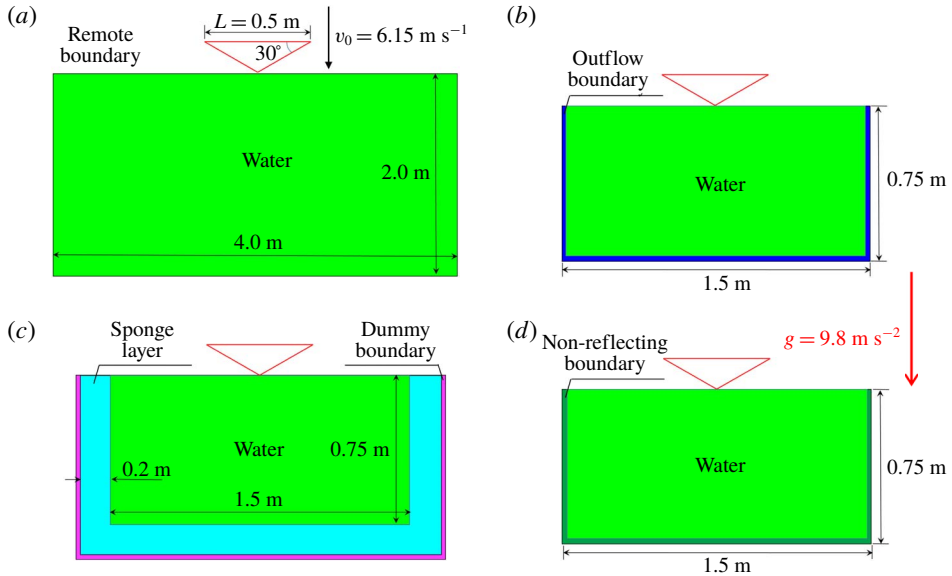 (a)
L = 0.5 m
Remote
boundary
30°
v₀ = 6.15 m s⁻¹
Water
2.0 m
4.0 m
(b)
Outflow
boundary
Water
0.75 m
1.5 m
(c)
Sponge
layer
Dummy
boundary
Water
0.75 m
0.2 m
1.5 m
(d)
Non-reflecting
boundary
g = 9.8 m s⁻²
Water
0.75 m
1.5 m